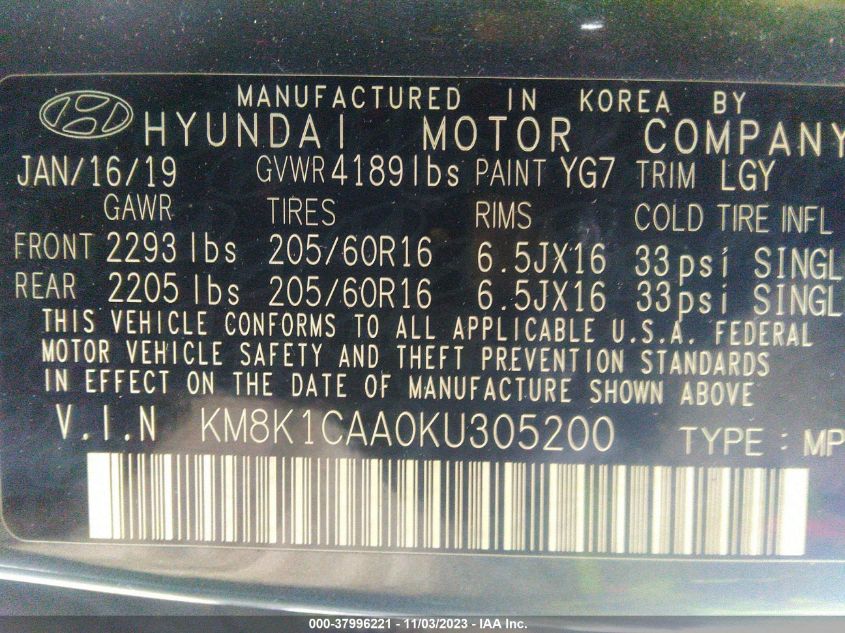 MANUFACTURED IN KOREA BY
HYUNDAI MOTOR COMPANY
JAN/16/19 GVWR 4189lbs PAINT YG7 TRIM LGY
GAWR TIRES RIMS COLD TIRE INFL
FRONT 2293 lbs 205/60R16 6.5JX16 33psi SINGL
REAR 2205 lbs 205/60R16 6.5JX16 33psi SINGL
THIS VEHICLE CONFORMS TO ALL APPLICABLE U.S.A. FEDERAL
MOTOR VEHICLE SAFETY AND THEFT PREVENTION STANDARDS
IN EFFECT ON THE DATE OF MANUFACTURE SHOWN ABOVE
V.I.N KM8K1CAA0KU305200 TYPE : MP
000-37996221 - 11/03/2023 - IAA Inc.